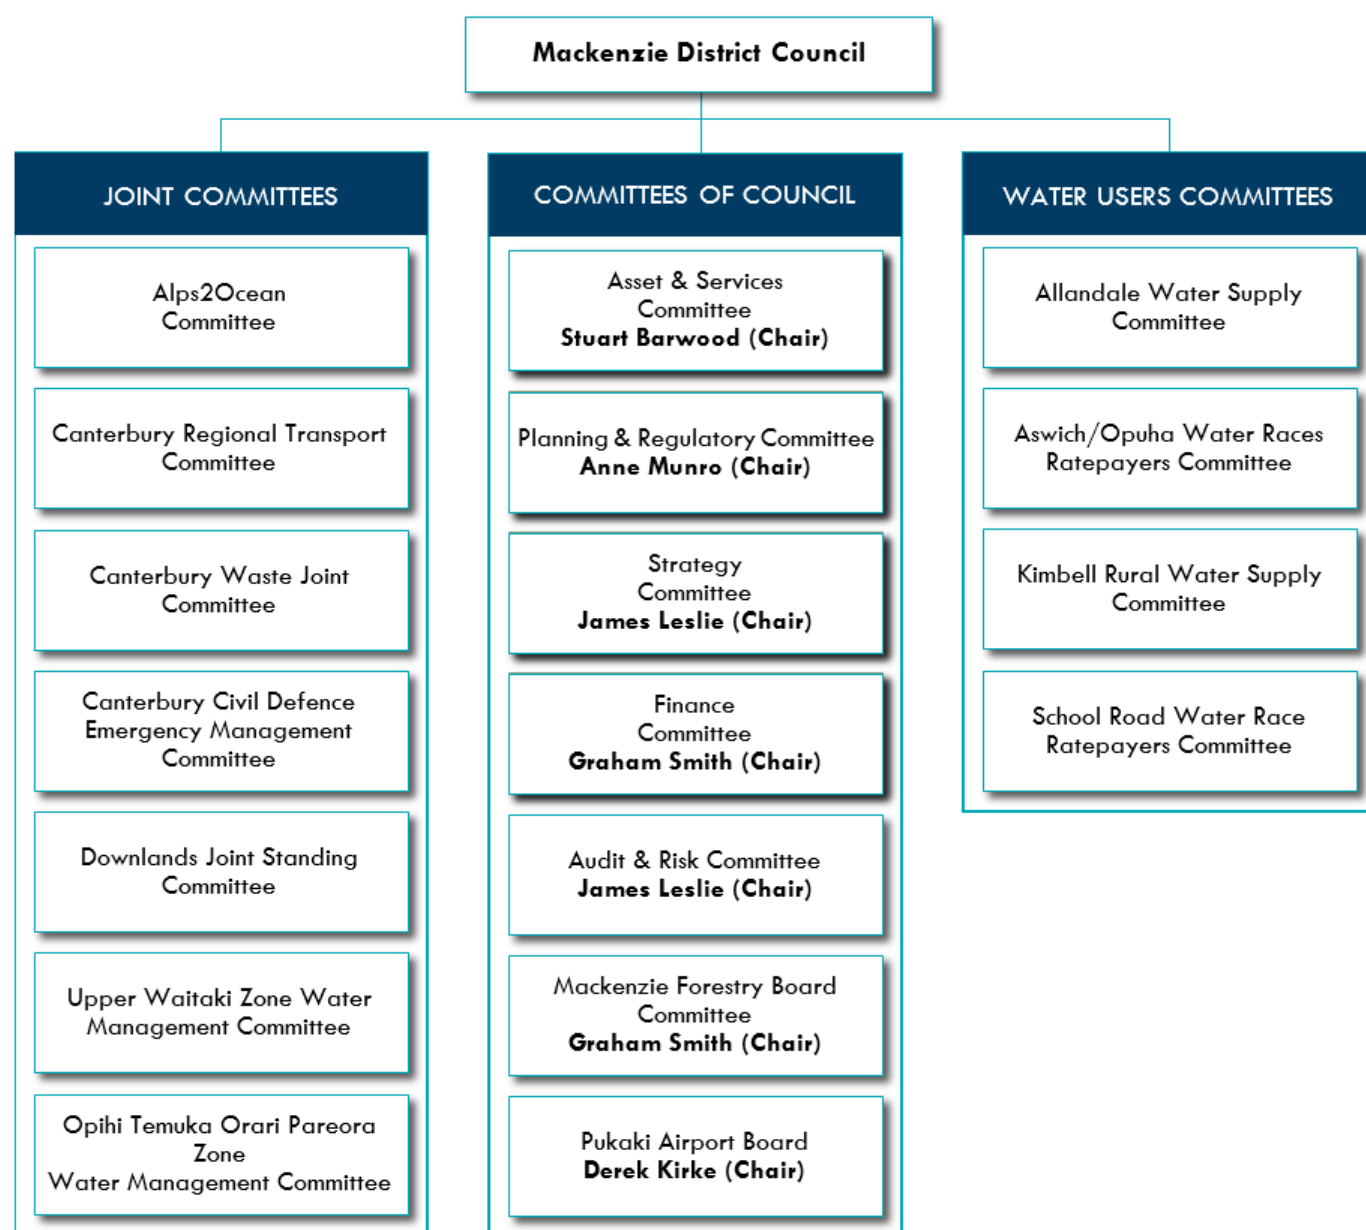 Mackenzie District Council
JOINT COMMITTEES
Alps2Ocean
Committee
Canterbury Regional Transport
Committee
Canterbury Waste Joint
Committee
Canterbury Civil Defence
Emergency Management
Committee
Downlands Joint Standing
Committee
Upper Waitaki Zone Water
Management Committee
Opihi Temuka Orari Pareora
Zone
Water Management Committee
COMMITTEES OF COUNCIL
Asset & Services
Committee
Stuart Barwood (Chair)
Planning & Regulatory Committee
Anne Munro (Chair)
Strategy
Committee
James Leslie (Chair)
Finance
Committee
Graham Smith (Chair)
Audit & Risk Committee
James Leslie (Chair)
Mackenzie Forestry Board
Committee
Graham Smith (Chair)
Pukaki Airport Board
Derek Kirke (Chair)
WATER USERS COMMITTEES
Allandale Water Supply
Committee
Aswich/Opuha Water Races
Ratepayers Committee
Kimbell Rural Water Supply
Committee
School Road Water Race
Ratepayers Committee